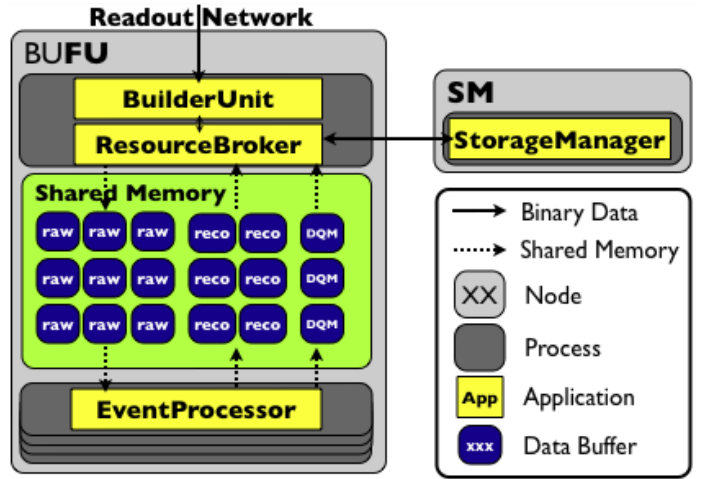 Readout Network
BUFU
BuilderUnit
ResourceBroker
Shared Memory
raw raw raw reco reco DQM
raw raw raw reco reco DQM
raw raw raw reco reco DQM
EventProcessor
SM
StorageManager
Binary Data
Shared Memory
XX Node
Process
App Application
xxx Data Buffer